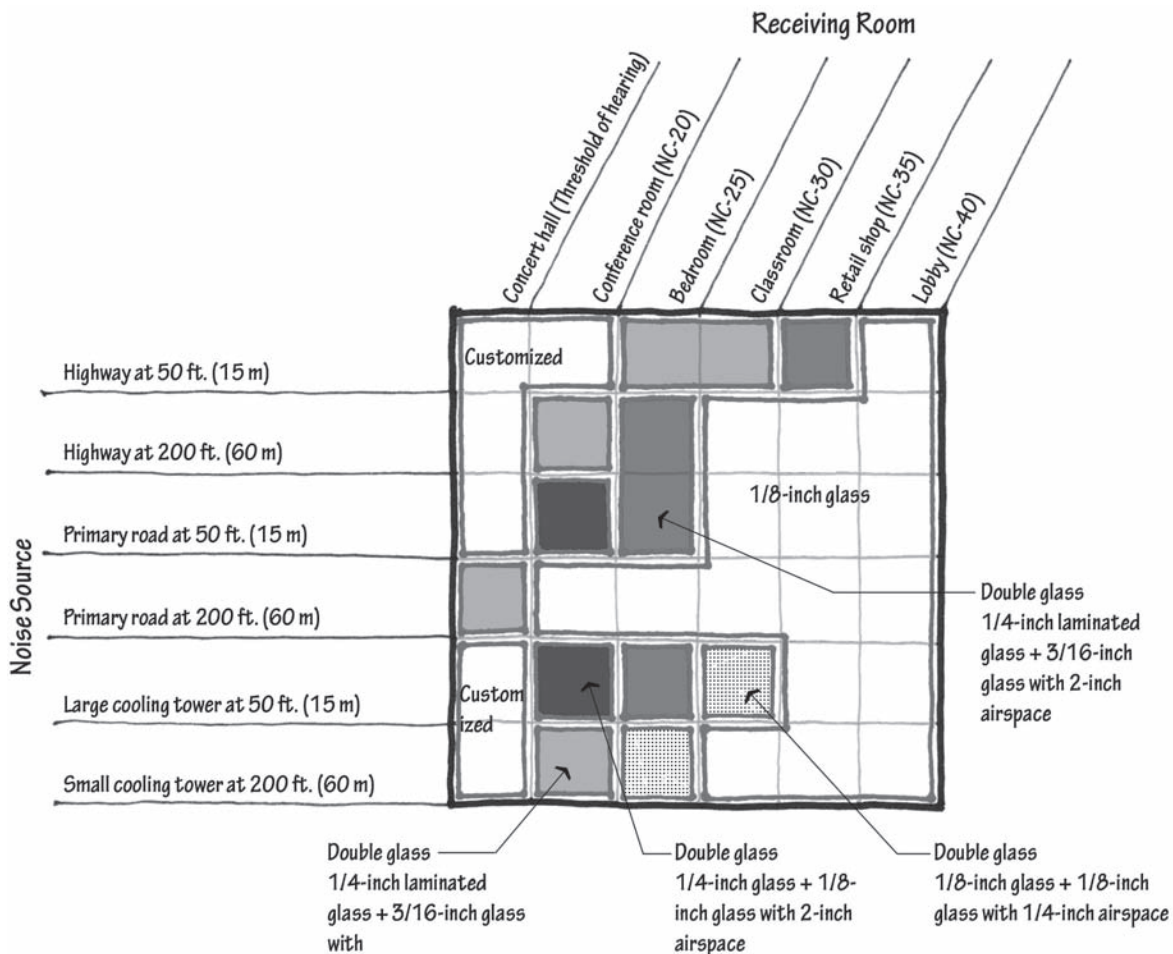 Receiving Room
Concert hall (Threshold of hearing)
Conference room (NC-20)
Bedroom (NC-25)
Classroom (NC-30)
Retail shop (NC-35)
Lobby (NC-40)
Noise Source
Highway at 50 ft. (15 m)
Highway at 200 ft. (60 m)
Primary road at 50 ft. (15 m)
Primary road at 200 ft. (60 m)
Large cooling tower at 50 ft. (15 m)
Small cooling tower at 200 ft. (60 m)
Customized
1/8-inch glass
Custom
ized
Double glass
1/4-inch laminated
glass + 3/16-inch
glass with 2-inch
airspace
Double glass
1/4-inch laminated
glass + 3/16-inch glass
with
Double glass
1/4-inch glass + 1/8-
inch glass with 2-inch
airspace
Double glass
1/8-inch glass + 1/8-inch
glass with 1/4-inch airspace